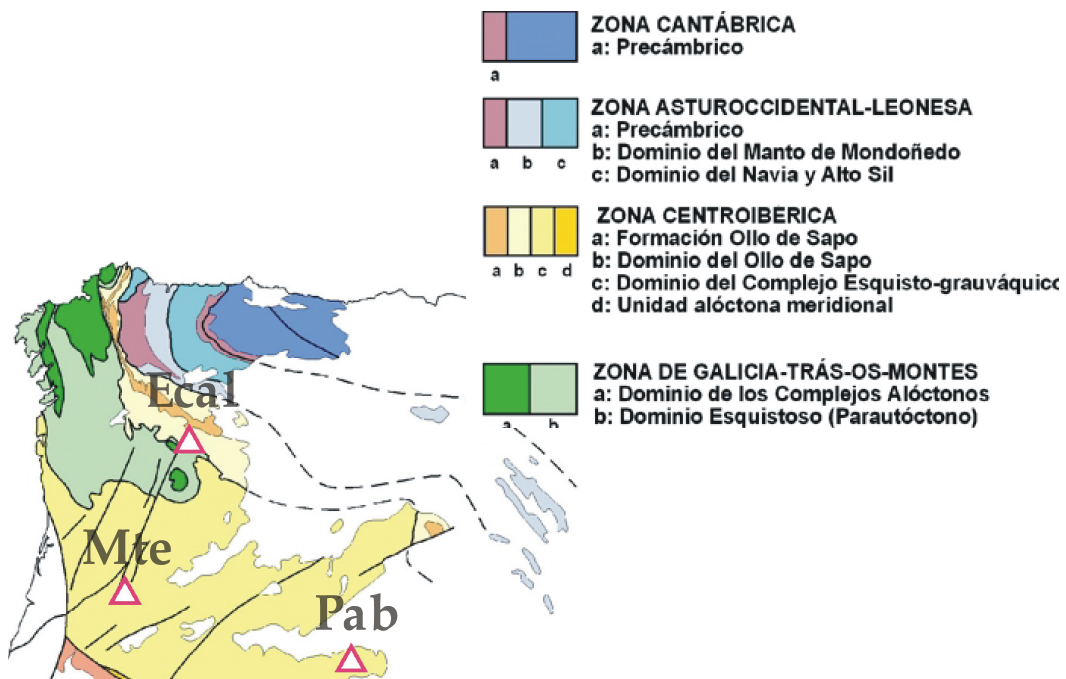 ZONA CANTÁBRICA
a: Precámbrico
a
ZONA ASTUROCCIDENTAL-LEONESA
a: Precámbrico
b: Dominio del Manto de Mondoñedo
c: Dominio del Navia y Alto Sil
a b c
ZONA CENTROIBÉRICA
a: Formación Ollo de Sapo
b: Dominio del Ollo de Sapo
c: Dominio del Complejo Esquisto-grauváquico
d: Unidad alóctona meridional
a b c d
ZONA DE GALICIA-TRÁS-OS-MONTES
a: Dominio de los Complejos Alóctonos
b: Dominio Esquistoso (Parautóctono)
a b
Ecal
Mte
Pab